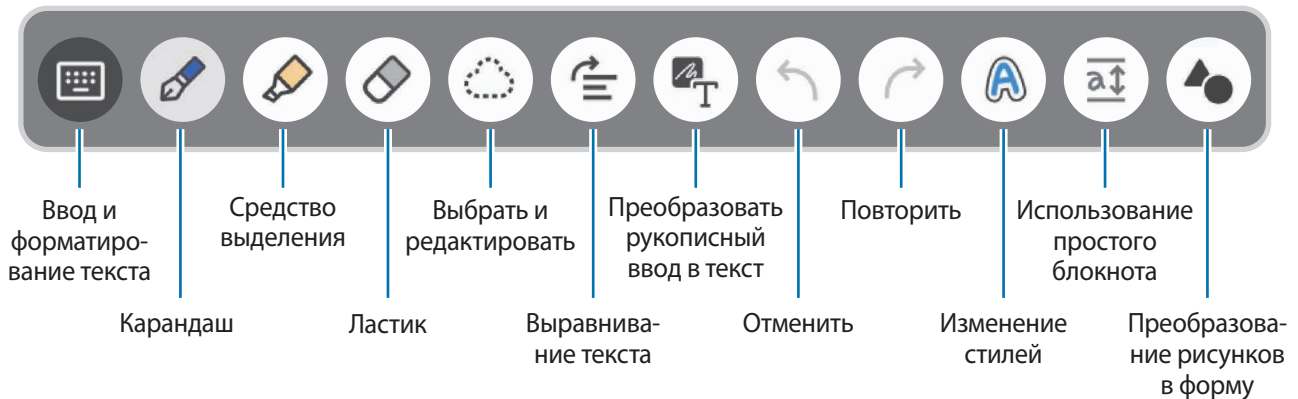 Ввод и
форматиро-
вание текста
Карандаш
Средство
выделения
Ластик
Выбрать и
редактировать
Выравнива-
ние текста
Преобразовать
рукописный
ввод в текст
Отменить
Повторить
Изменение
стилей
Использование
простого
блокнота
Преобразова-
ние рисунков
в форму